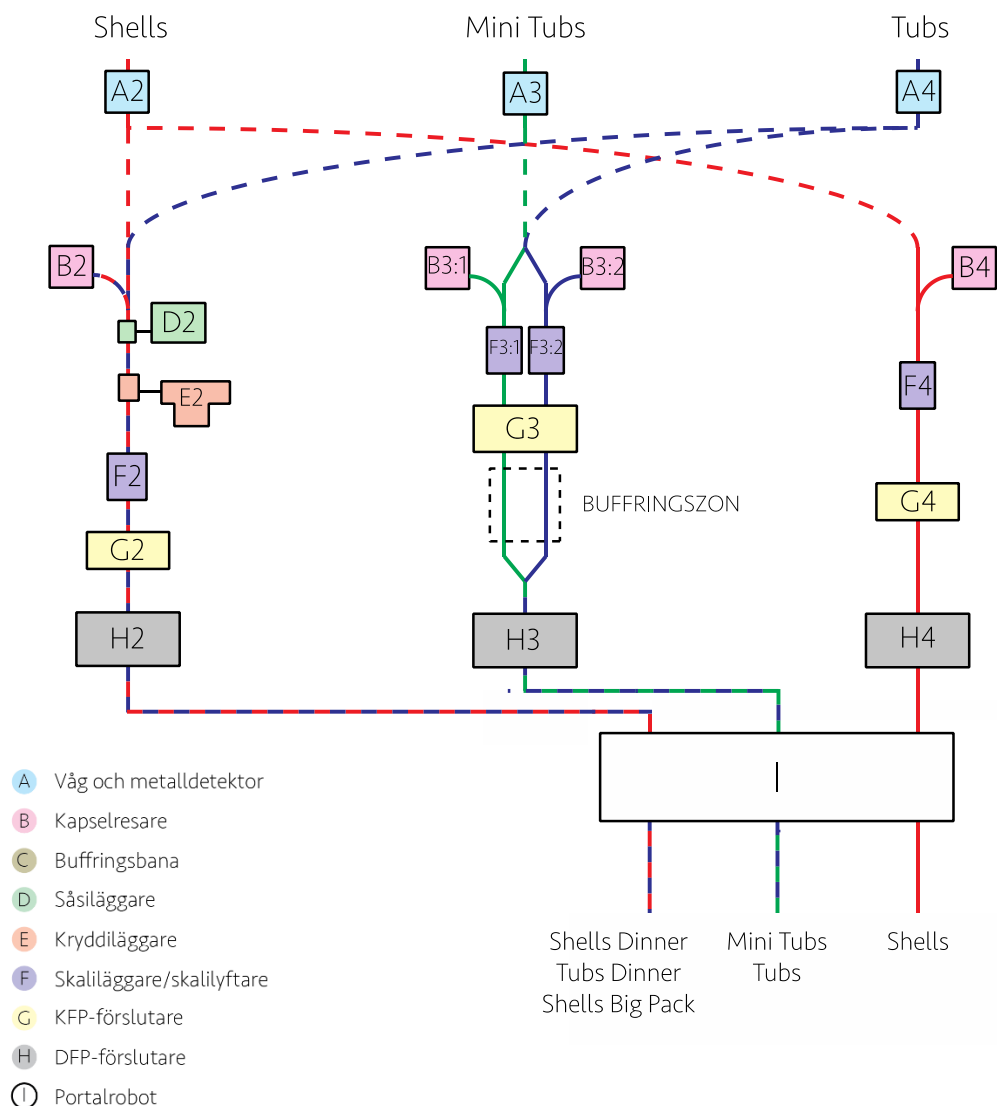 Shells
Mini Tubs
Tubs
A2
A3
A4
B2
B3:1
B3:2
B4
D2
F3:1
F3:2
E2
F4
G3
F2
G4
BUFFRINGSZON
G2
H2
H3
H4
I
A Våg och metalldetektor
B Kapselresare
C Buffringsbana
D Såsiläggare
E Kryddiläggare
F Skaliläggare/skalilyftare
G KFP-förslutare
H DFP-förslutare
I Portalrobot
Shells Dinner
Tubs Dinner
Shells Big Pack
Mini Tubs
Tubs
Shells